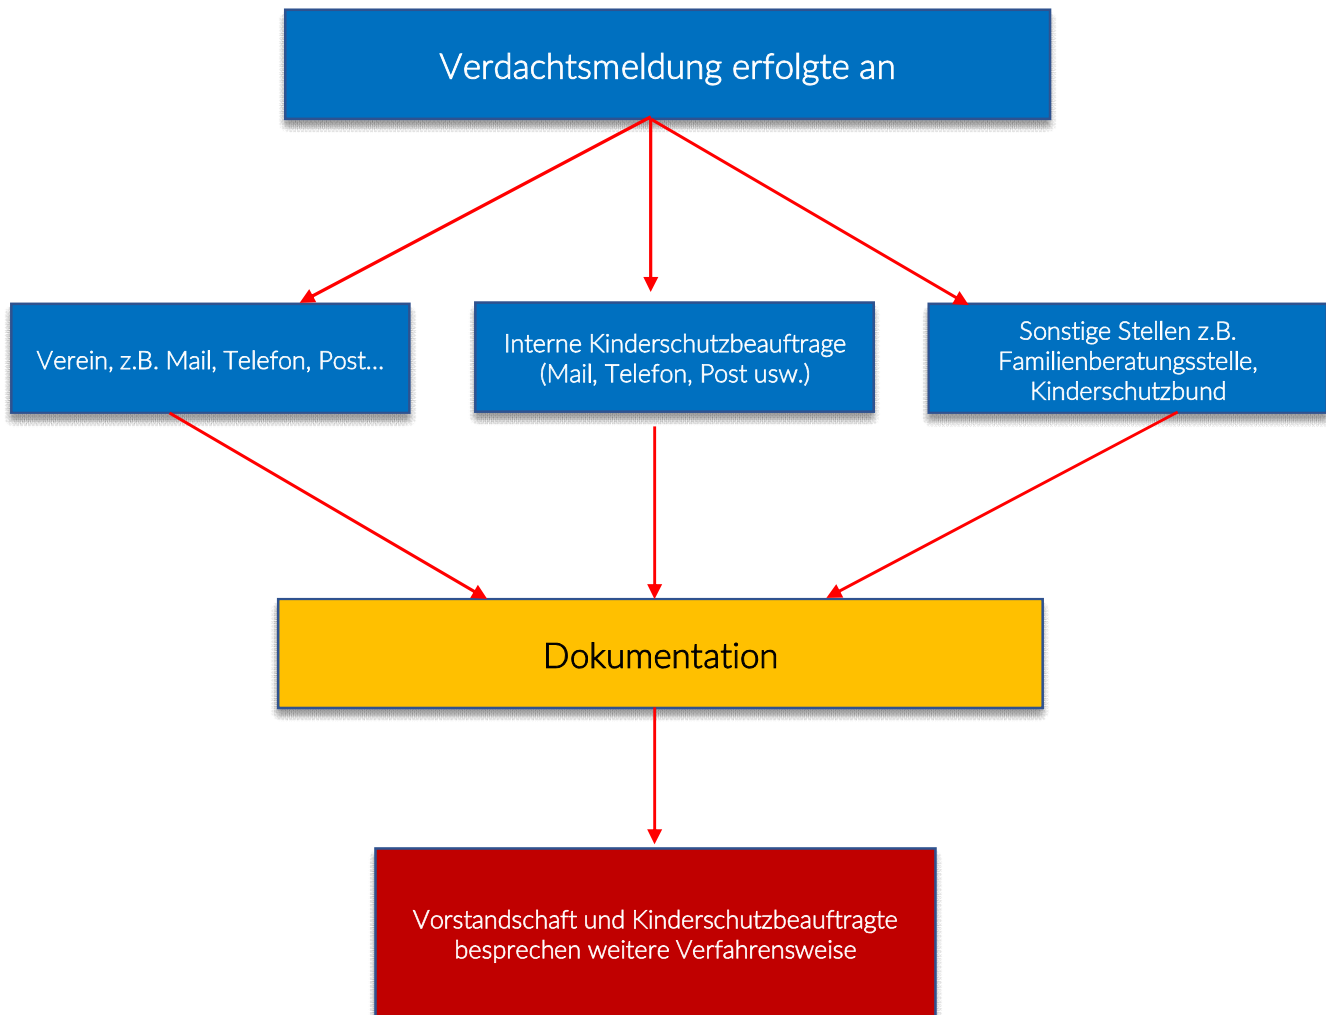 Verdachtsmeldung erfolgte an
Verein, z.B. Mail, Telefon, Post...
Interne Kinderschutzbeauftrage
(Mail, Telefon, Post usw.)
Sonstige Stellen z.B.
Familienberatungsstelle,
Kinderschutzbund
Dokumentation
Vorstandschaft und Kinderschutzbeauftragte
besprechen weitere Verfahrensweise